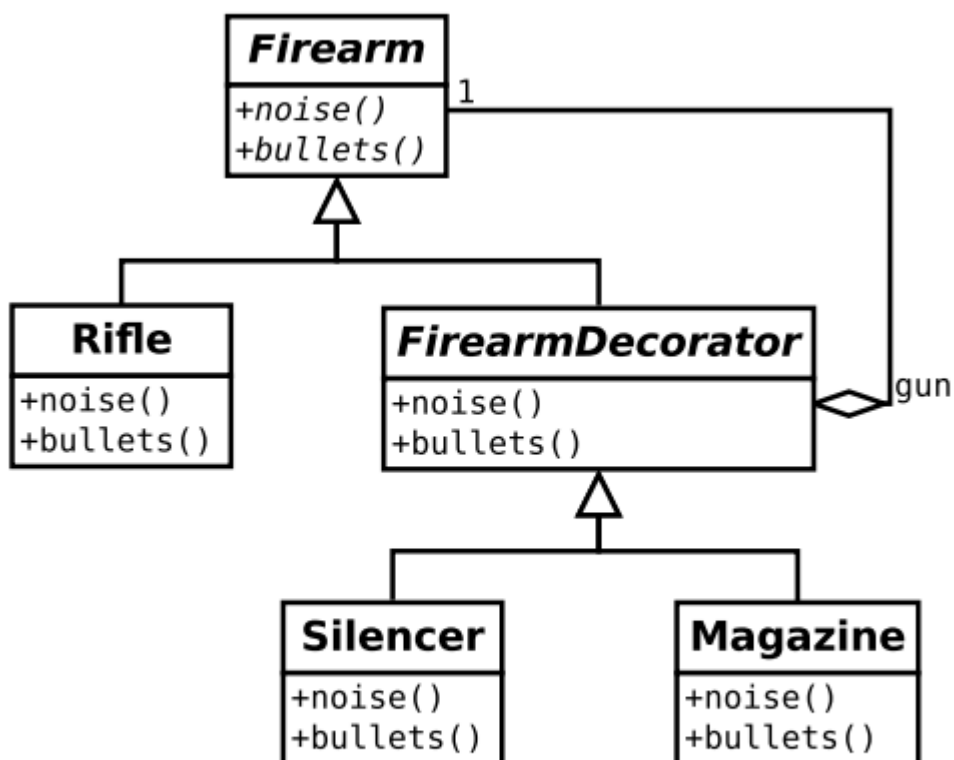 Firearm
+noise()
+bullets()
1
Rifle
+noise()
+bullets()
FirearmDecorator
+noise()
+bullets()
gun
Silencer
+noise()
+bullets()
Magazine
+noise()
+bullets()